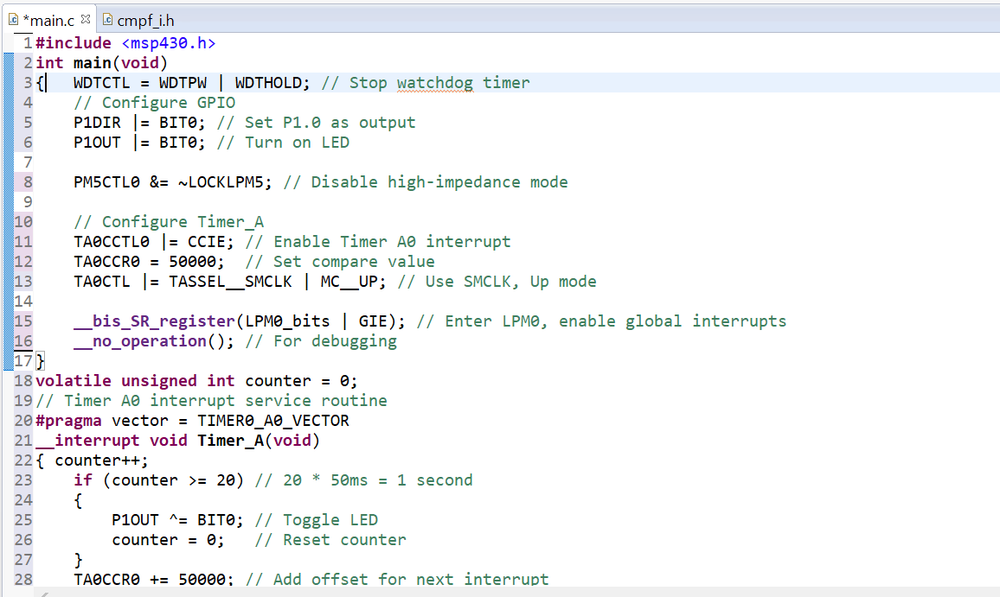 *main.c cmpf_i.h
1 #include <msp430.h>
2 int main(void)
3 {   WDTCTL = WDTPW | WDTHOLD; // Stop watchdog timer
4     // Configure GPIO
5     P1DIR |= BIT0; // Set P1.0 as output
6     P1OUT |= BIT0; // Turn on LED
7
8     PM5CTL0 &= ~LOCKLPM5; // Disable high-impedance mode
9
10     // Configure Timer_A
11     TA0CCTL0 |= CCIE; // Enable Timer A0 interrupt
12     TA0CCR0 = 50000;  // Set compare value
13     TA0CTL |= TASSEL__SMCLK | MC__UP; // Use SMCLK, Up mode
14
15     __bis_SR_register(LPM0_bits | GIE); // Enter LPM0, enable global interrupts
16     __no_operation(); // For debugging
17 }
18 volatile unsigned int counter = 0;
19 // Timer A0 interrupt service routine
20 #pragma vector = TIMER0_A0_VECTOR
21 __interrupt void Timer_A(void)
22 { counter++;
23     if (counter >= 20) // 20 * 50ms = 1 second
24     {
25         P1OUT ^= BIT0; // Toggle LED
26         counter = 0;   // Reset counter
27     }
28     TA0CCR0 += 50000; // Add offset for next interrupt